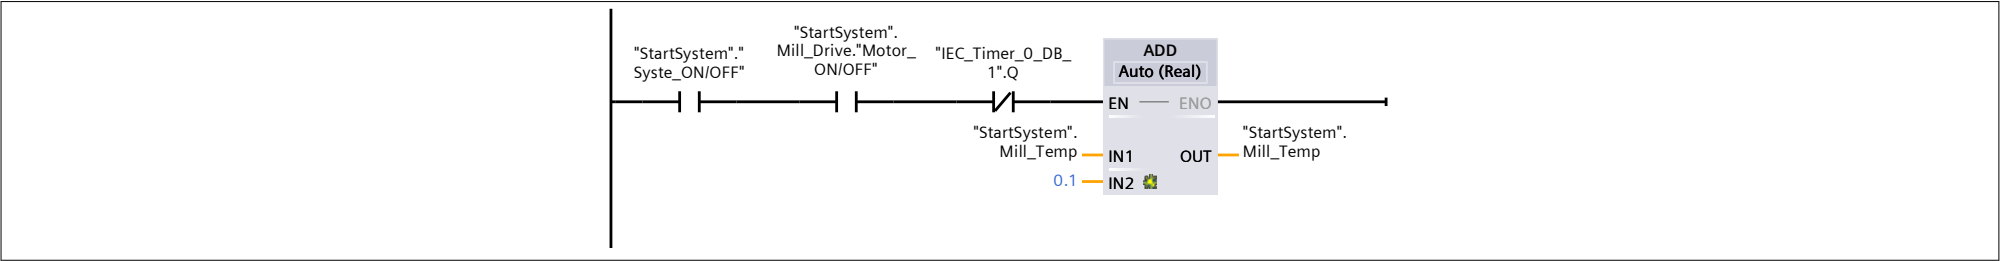 "StartSystem"."
Syste_ON/OFF"
"StartSystem".
Mill_Drive."Motor_
ON/OFF"
"IEC_Timer_0_DB_
1".Q
ADD
Auto (Real)
EN
ENO
"StartSystem".
Mill_Temp
IN1
OUT
"StartSystem".
Mill_Temp
0.1
IN2